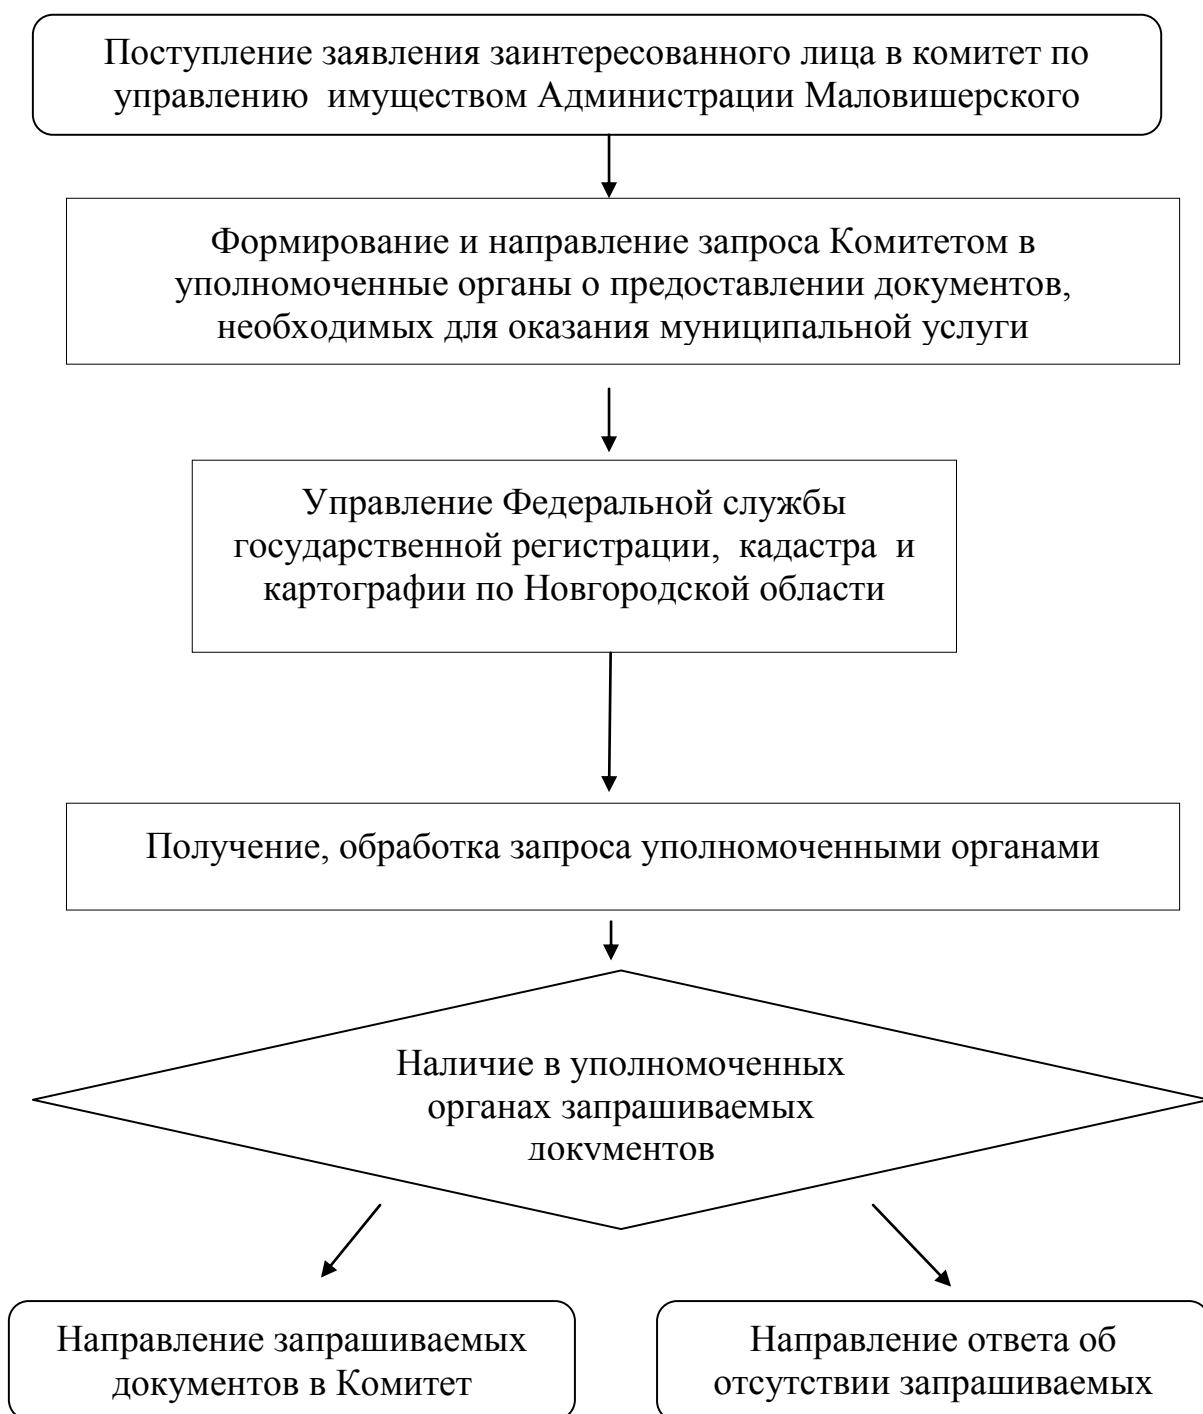 Поступление заявления заинтересованного лица в комитет по
управлению имуществом Администрации Маловишерского
Формирование и направление запроса Комитетом в
уполномоченные органы о предоставлении документов,
необходимых для оказания муниципальной услуги
Управление Федеральной службы
государственной регистрации, кадастра и
картографии по Новгородской области
Получение, обработка запроса уполномоченными органами
Наличие в уполномоченных
органах запрашиваемых
документов
Направление запрашиваемых
документов в Комитет
Направление ответа об
отсутствии запрашиваемых